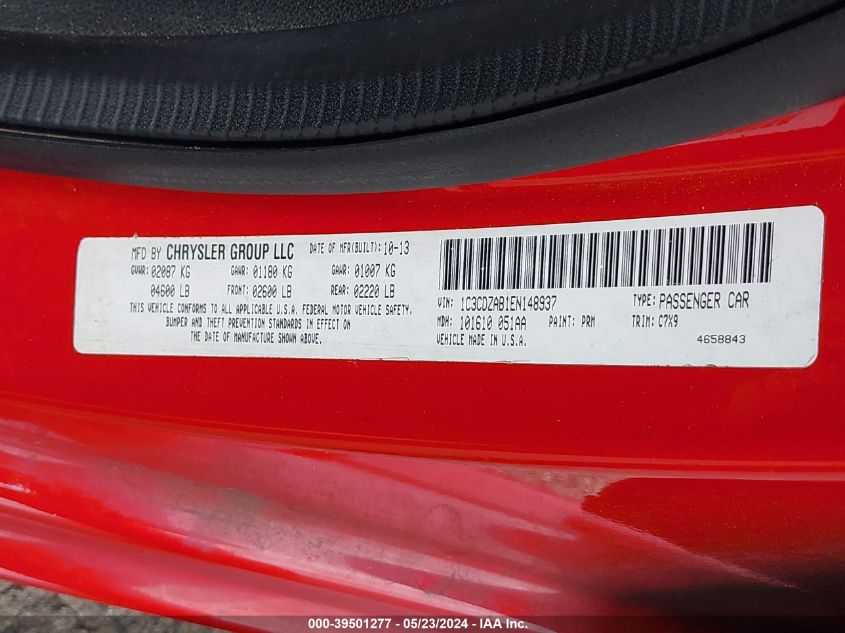 MFD BY CHRYSLER GROUP LLC DATE OF MFR(BUILT): 10-13
GVWR: 02087 KG GAWR: 01180 KG GAWR: 01007 KG
04600 LB FRONT: 02600 LB REAR: 02220 LB
THIS VEHICLE CONFORMS TO ALL APPLICABLE U.S.A. FEDERAL MOTOR VEHICLE SAFETY,
BUMPER AND THEFT PREVENTION STANDARDS IN EFFECT ON
THE DATE OF MANUFACTURE SHOWN ABOVE.
VIN: 1C3CDZAB1EN148937 TYPE: PASSENGER CAR
MDH: 101610 051AA PAINT: PRM TRIM: C7X9
VEHICLE MADE IN U.S.A. 4658843
000-39501277 - 05/23/2024 - IAA Inc.